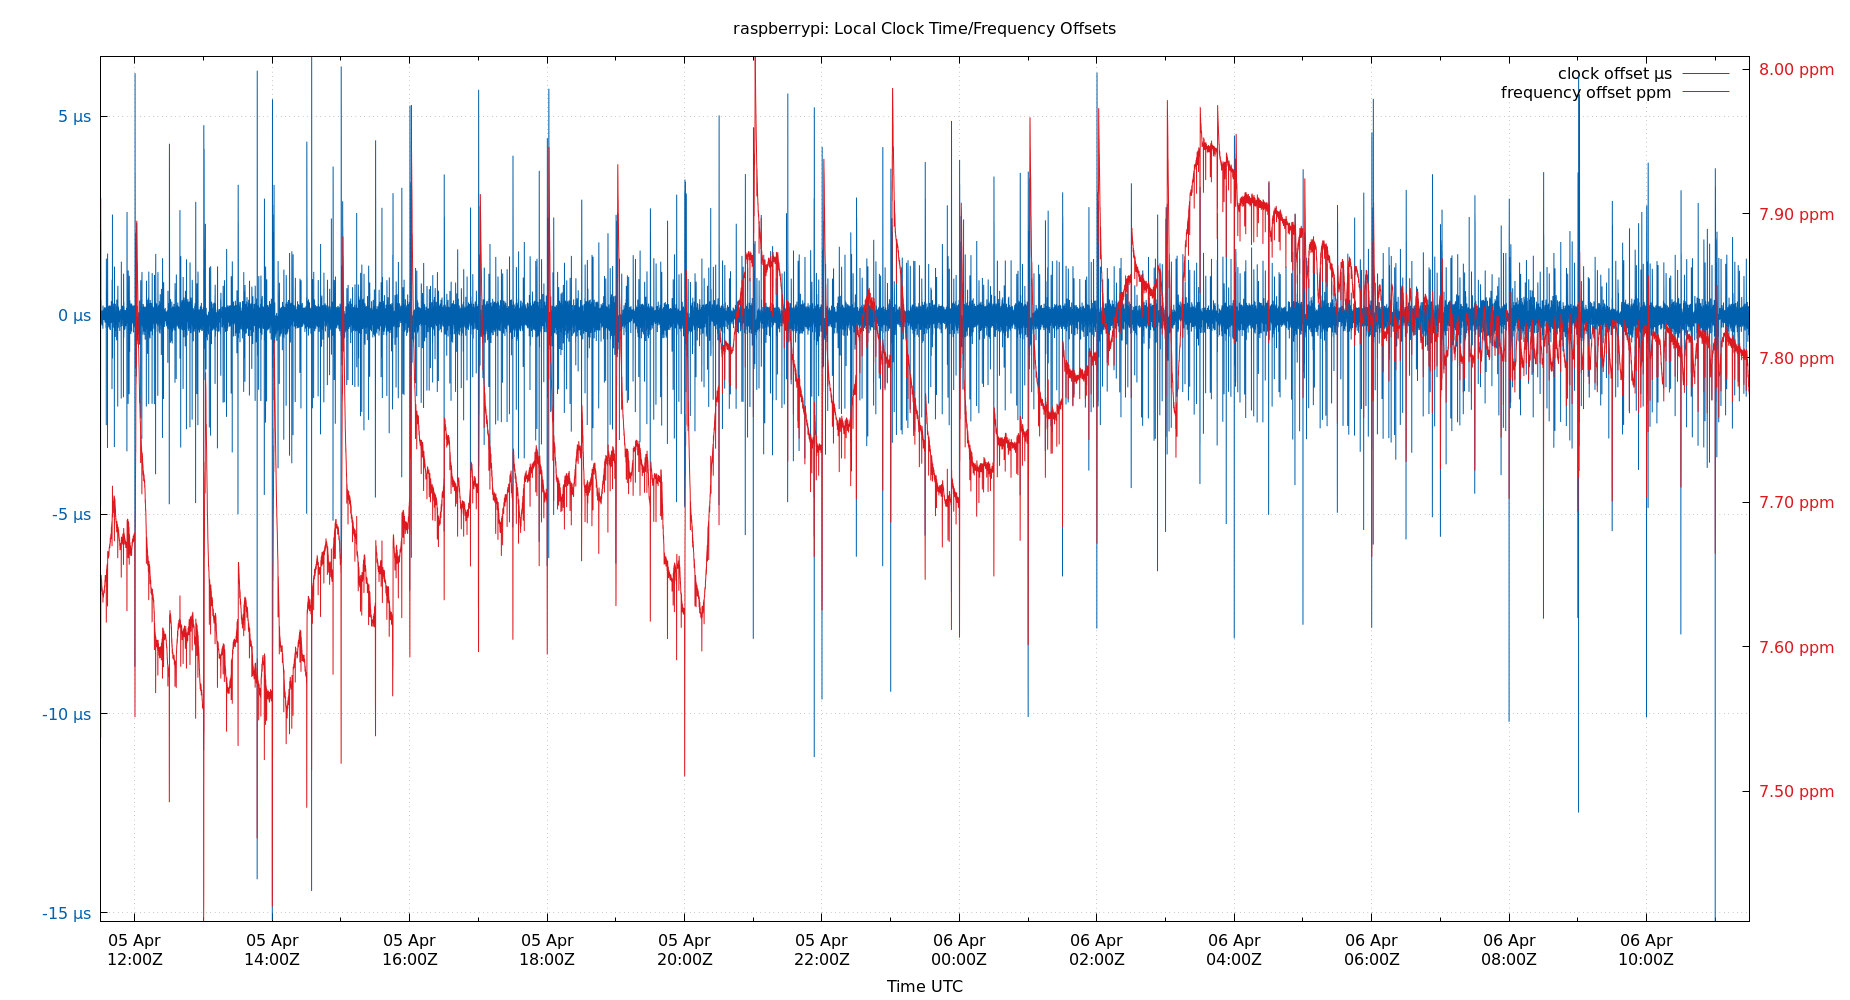 raspberrypi: Local Clock Time/Frequency Offsets
clock offset µs
frequency offset ppm
5 µs
0 µs
-5 µs
-10 µs
-15 µs
8.00 ppm
7.90 ppm
7.80 ppm
7.70 ppm
7.60 ppm
7.50 ppm
05 Apr 05 Apr 05 Apr 05 Apr 05 Apr 05 Apr 06 Apr 06 Apr 06 Apr 06 Apr 06 Apr 06 Apr
12:00Z 14:00Z 16:00Z 18:00Z 20:00Z 22:00Z 00:00Z 02:00Z 04:00Z 06:00Z 08:00Z 10:00Z
Time UTC